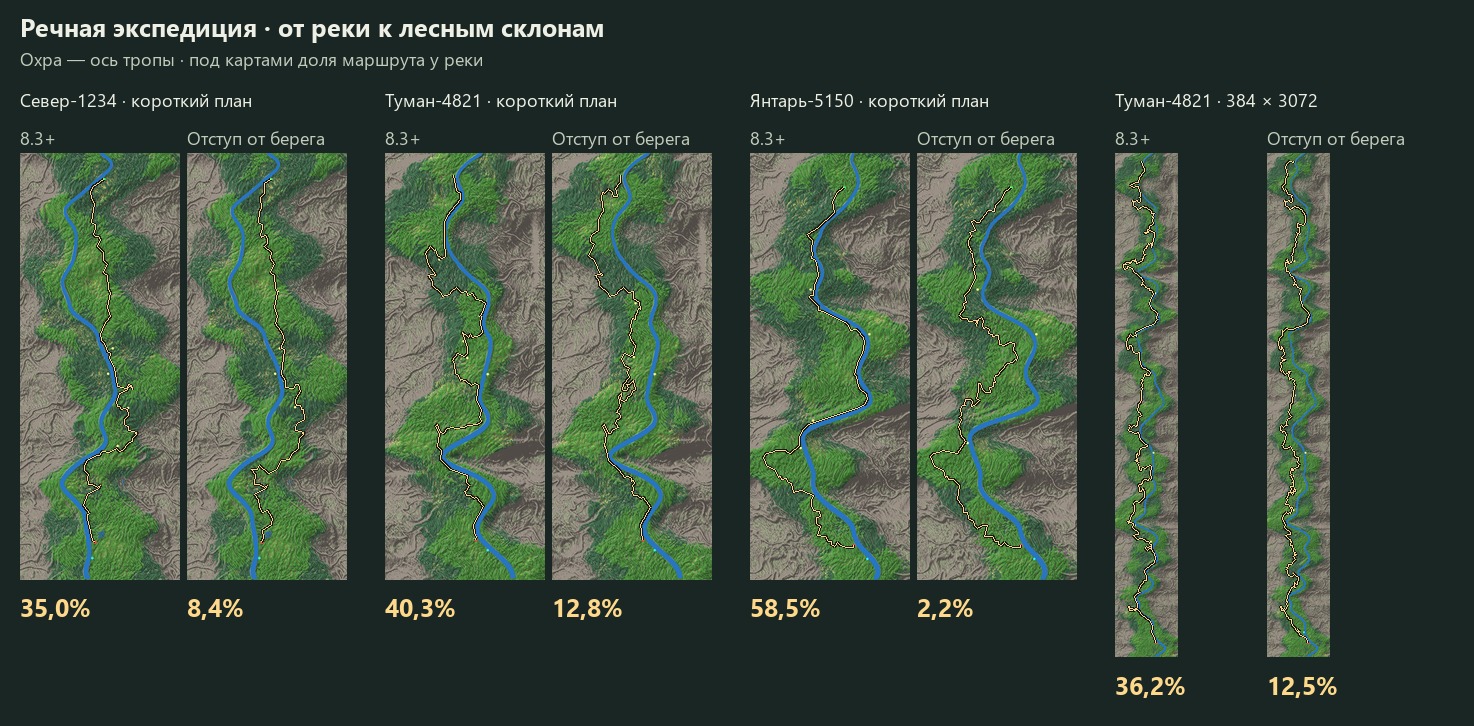 Речная экспедиция · от реки к лесным склонам
Охра — ось тропы · под картами доля маршрута у реки
Север-1234 · короткий план
Туман-4821 · короткий план
Янтарь-5150 · короткий план
Туман-4821 · 384 × 3072
8.3+
Отступ от берега
8.3+
Отступ от берега
8.3+
Отступ от берега
8.3+
Отступ от берега
35,0%
8,4%
40,3%
12,8%
58,5%
2,2%
36,2%
12,5%